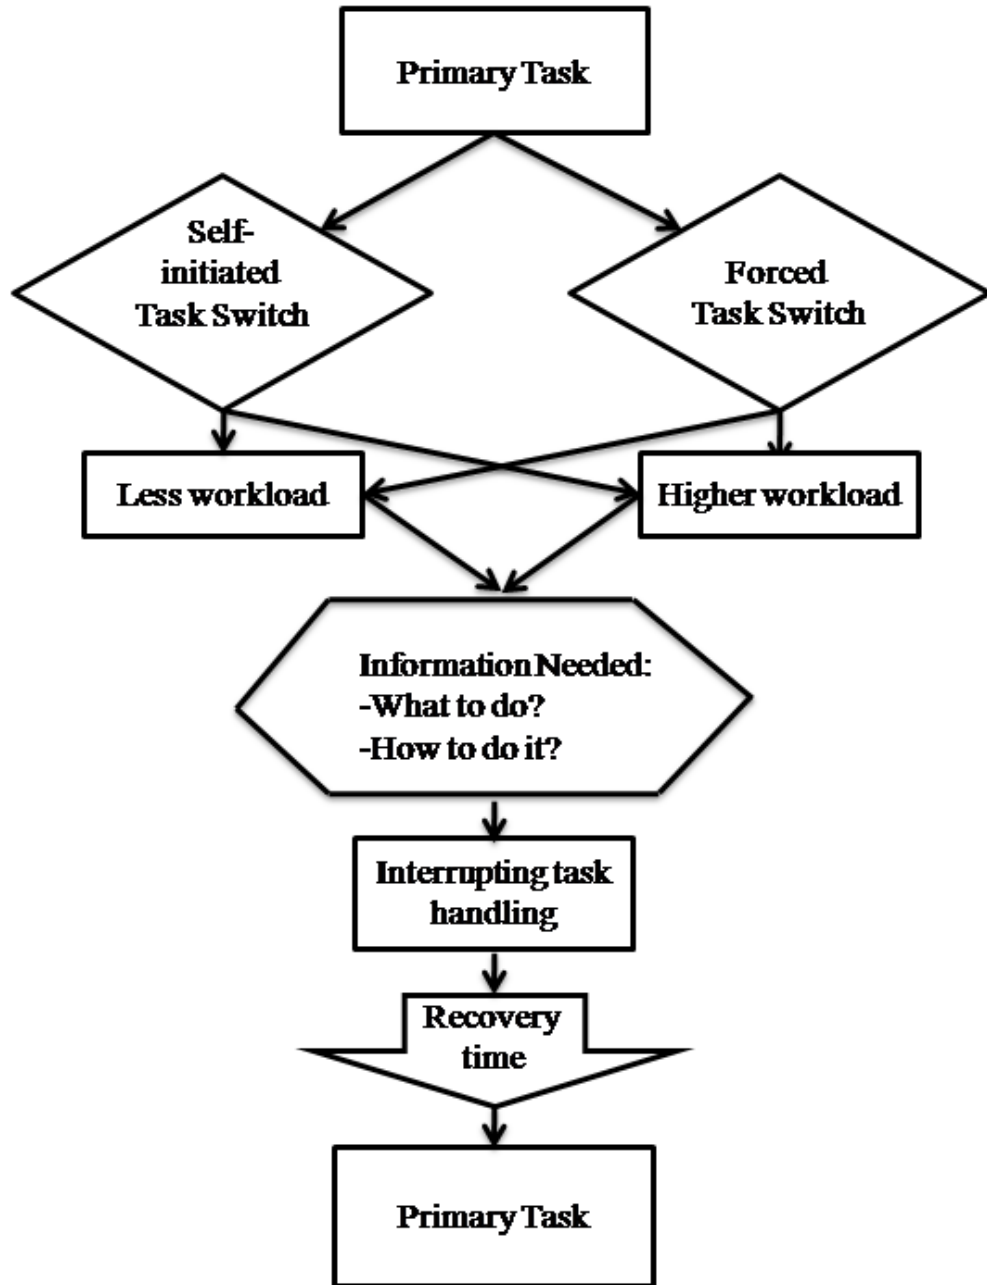 Primary Task
Self-
initiated
Task Switch
Forced
Task Switch
Less workload
Higher workload
Information Needed:
-What to do?
-How to do it?
Interrupting task
handling
Recovery
time
Primary Task